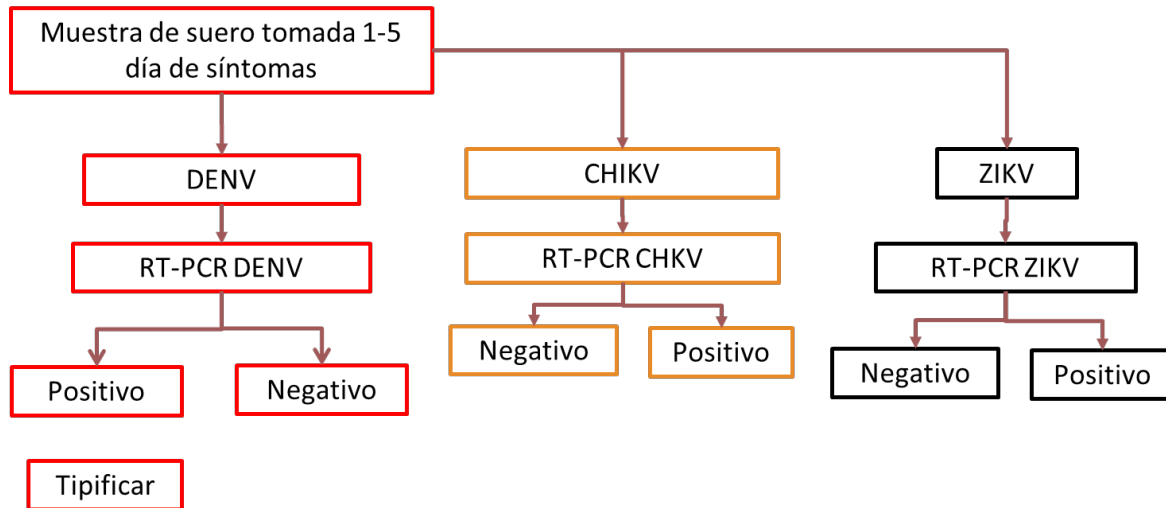 Muestra de suero tomada 1-5
día de síntomas
DENV
CHIKV
ZIKV
RT-PCR DENV
RT-PCR CHKV
RT-PCR ZIKV
Positivo
Negativo
Negativo
Positivo
Negativo
Positivo
Tipificar